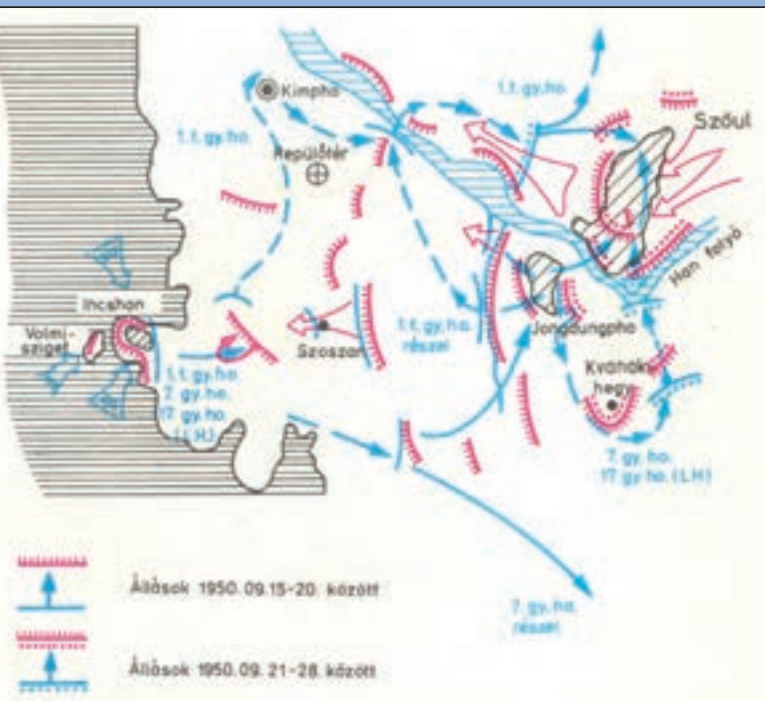 Kimpho
1.t.gy.ho.
Szöul
1.t.gy.ho.
Repülőtér
Han folyó
Incshon
Volmi-
sziget
Szoszan
1.t.gy.ho.
részei
Jongdungpho
hegy
1.t.gy.ho.
7. gy. ho.
17. gy. ho.
(LH)
7. gy. ho.
17. gy. ho. (LH)
7. gy. ho.
részei
Állások 1950. 09. 15-20. között
Állások 1950. 09. 21-28. között